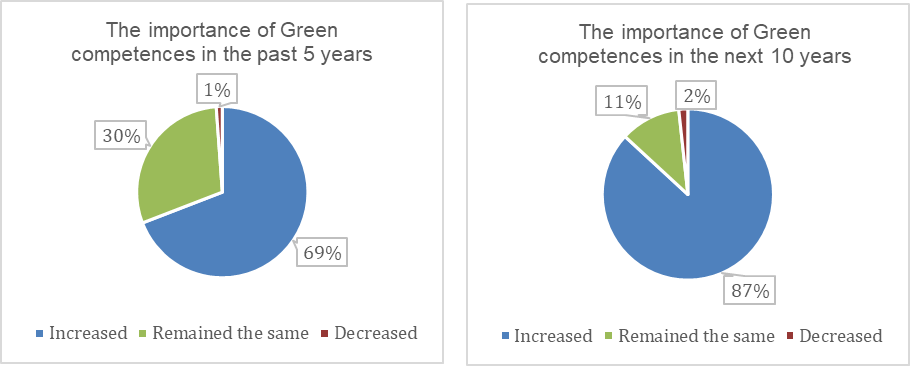 The importance of Green
competences in the past 5 years
1%
30%
69%
Increased Remained the same Decreased
The importance of Green
competences in the next 10 years
2%
11%
87%
Increased Remained the same Decreased